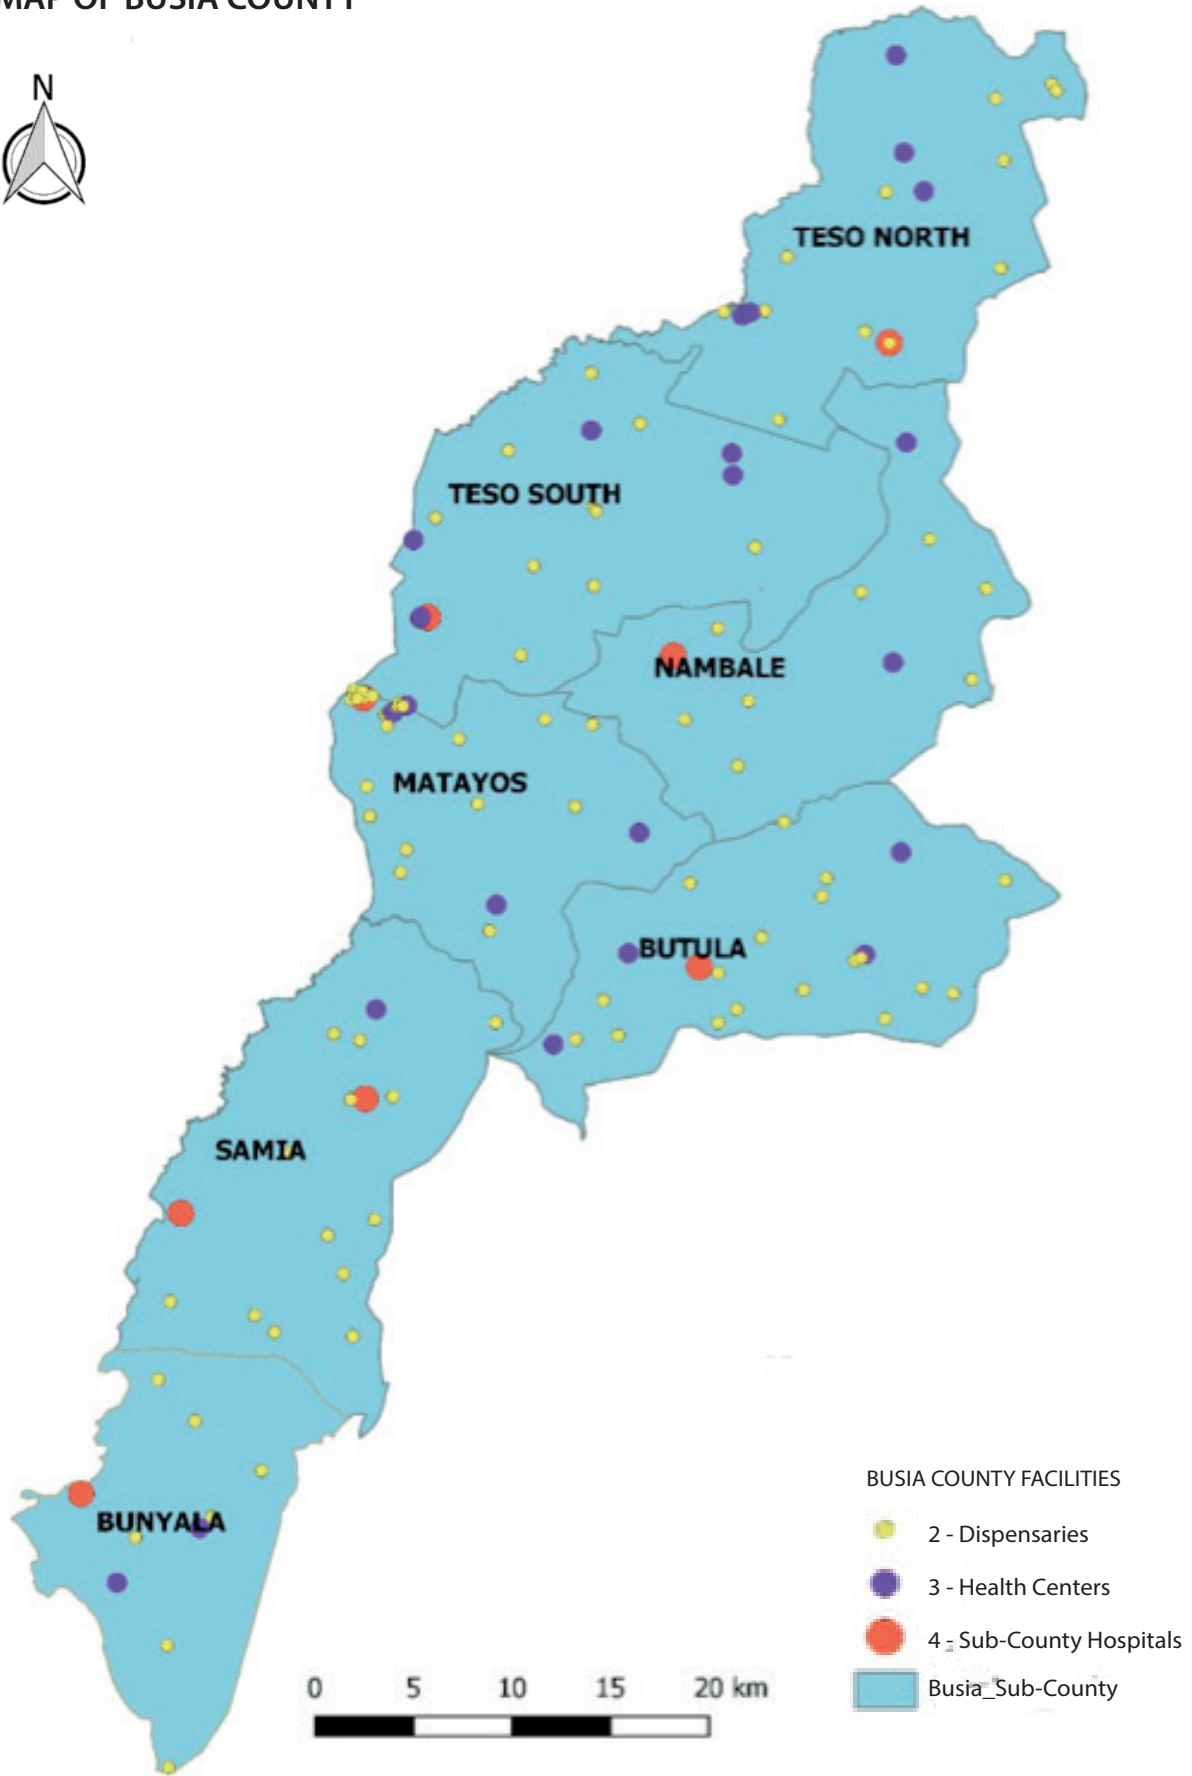 MAP OF BUSIA COUNTY
N
TESO NORTH
TESO SOUTH
NAMBALE
MATAYOS
BUTULA
SAMIA
BUNYALA
BUSIA COUNTY FACILITIES
2 - Dispensaries
3 - Health Centers
4 - Sub-County Hospitals
Busia_Sub-County
0 5 10 15 20 km